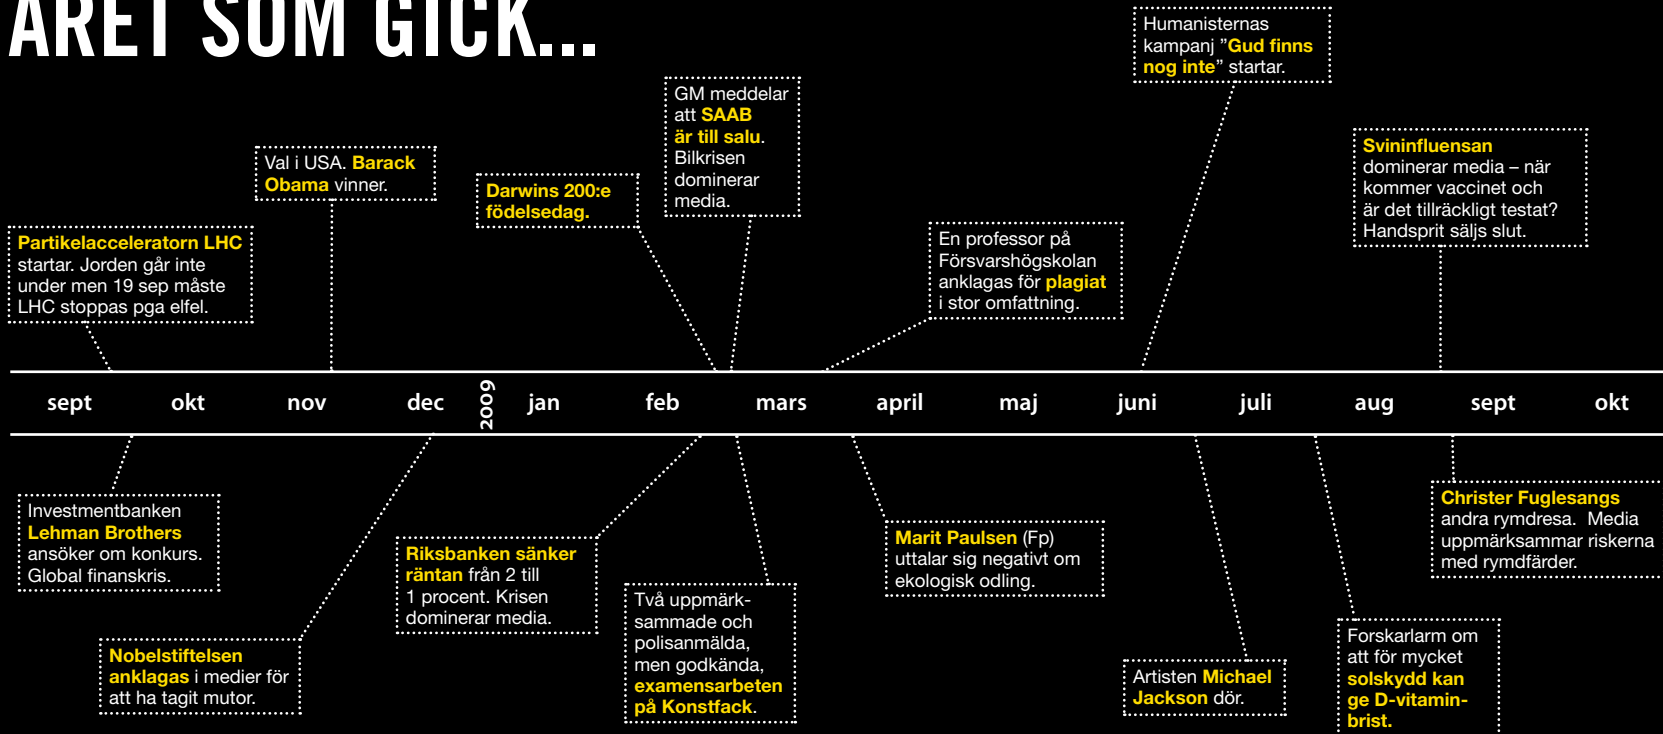 ÅRET SOM GICK...
Humanisternas
kampanj ”Gud finns
nog inte” startar.
GM meddelar
att SAAB
är till salu.
Bilkrisen
dominerar
media.
Val i USA. Barack
Obama vinner.
Darwins 200:e
födelsedag.
Svininfluensan
dominerar media – när
kommer vaccinet och
är det tillräckligt testat?
Handsprit säljs slut.
Partikelacceleratorn LHC
startar. Jorden går inte
under men 19 sep måste
LHC stoppas pga elfel.
En professor på
Försvarshögskolan
anklagas för plagiat
i stor omfattning.
sept okt nov dec 2009 jan feb mars april maj juni juli aug sept okt
Investmentbanken
Lehman Brothers
ansöker om konkurs.
Global finanskris.
Nobelstiftelsen
anklagas i medier för
att ha tagit mutor.
Riksbanken sänker
räntan från 2 till
1 procent. Krisen
dominerar media.
Två uppmärk-
sammade och
polisanmälda,
men godkända,
examensarbeten
på Konstfack.
Marit Paulsen (Fp)
uttalar sig negativt om
ekologisk odling.
Artisten Michael
Jackson dör.
Forskarlarm om
att för mycket
solskydd kan
ge D-vitamin-
brist.
Christer Fuglesangs
andra rymdresa. Media
uppmärksammar riskerna
med rymdfärder.